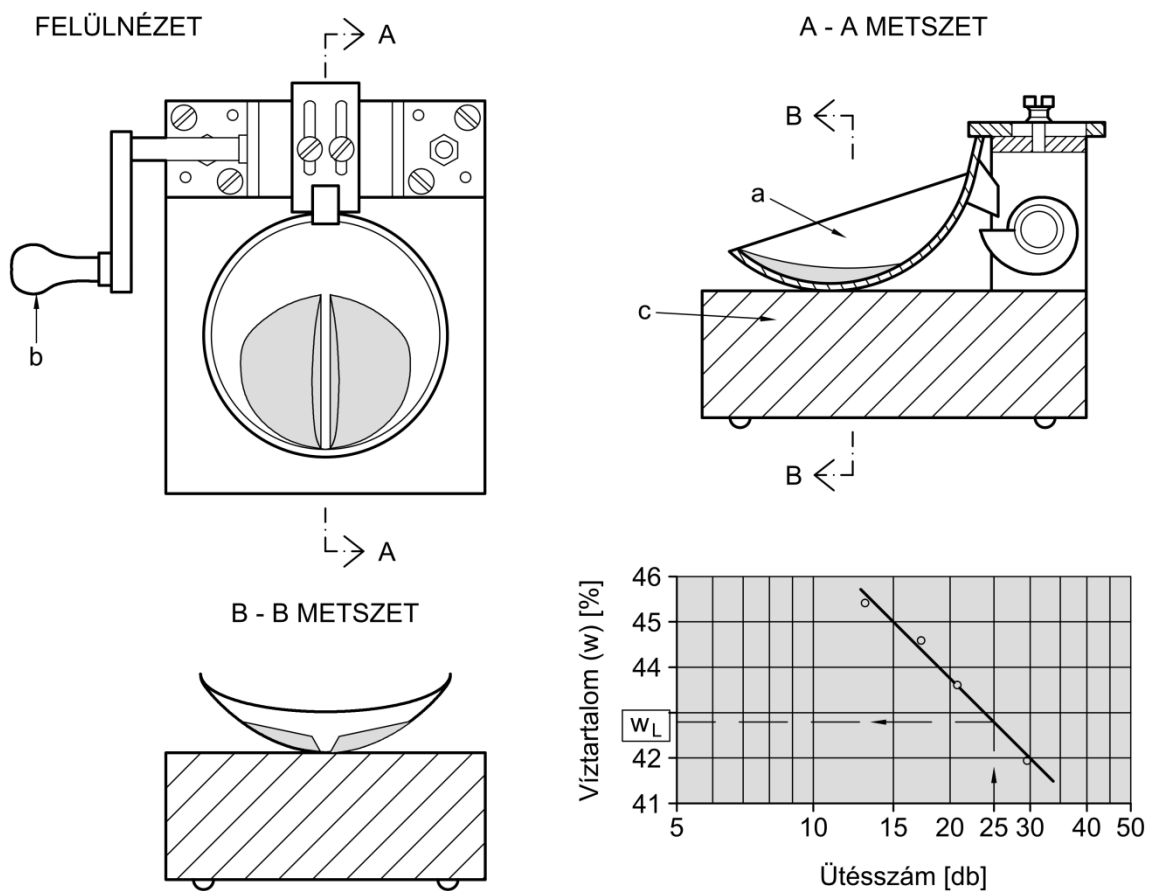 FELÜLNÉZET
A
b
A
A - A METSZET
B
a
c
B
B - B METSZET
Víztartalom (w) [%]
46
45
44
w_L
42
41
5 10 15 20 25 30 40 50
Ütésszám [db]